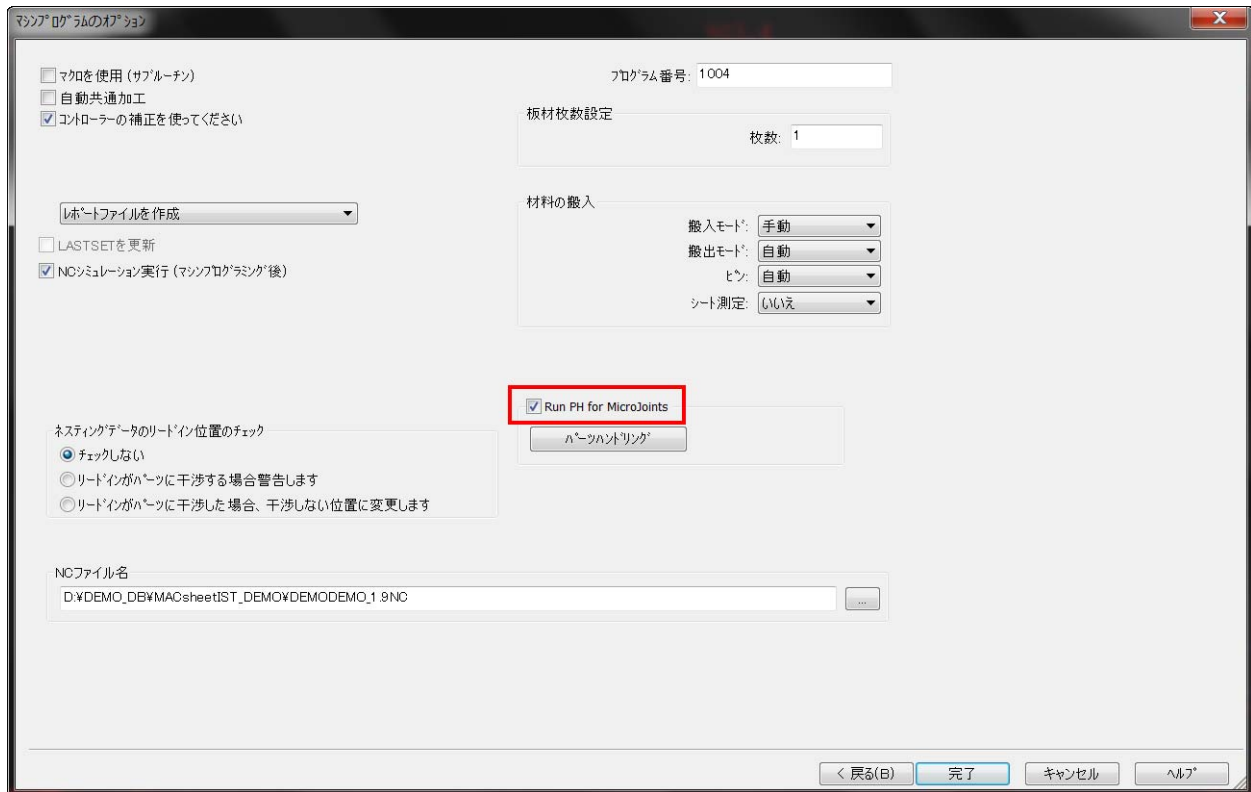 マシンプログラムのオプション
マクロを使用(サブルーチン)
自動共通加工
コントローラーの補正を使ってください
プログラム番号: 1004
板材枚数設定
枚数: 1
レポートファイルを作成
LASTSETを更新
NCシミュレーション実行(マシンプログラミング後)
材料の搬入
搬入モード: 手動
搬出モード: 自動
ピン: 自動
シート測定: いいえ
Run PH for MicroJoints
パーツハンドリング
ネスティングデータのリードイン位置のチェック
チェックしない
リードインがパーツに干渉する場合警告します
リードインがパーツに干渉した場合、干渉しない位置に変更します
NCファイル名
D:¥DEMO_DB¥MACsheetIST_DEMO¥DEMODEMO_1.9NC
...
< 戻る(B)
完了
キャンセル
ヘルプ